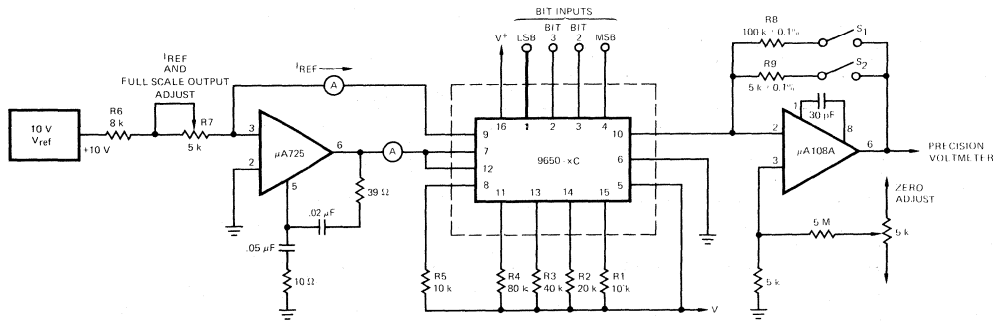 BIT INPUTS
V+ LSB BIT 3 BIT 2 MSB
IREF
AND
FULL SCALE OUTPUT
ADJUST
IREF
A
10 V
Vref
+10 V
R6
8 k
R7
5 k
3
2
µA725
6
5
A
39 Ω
.02 µF
.05 µF
10 Ω
16 1 2 3 4
9
7
12
8
10
6
5
9650-xC
11 13 14 15
R5
10 k
R4
80 k
R3
40 k
R2
20 k
R1
10 k
V
R8
100 k · 0.1%
S1
R9
5 k · 0.1%
S2
1
30 pF
8
2
3
µA108A
6
PRECISION
VOLTMETER
ZERO
ADJUST
5 M
5 k
5 k